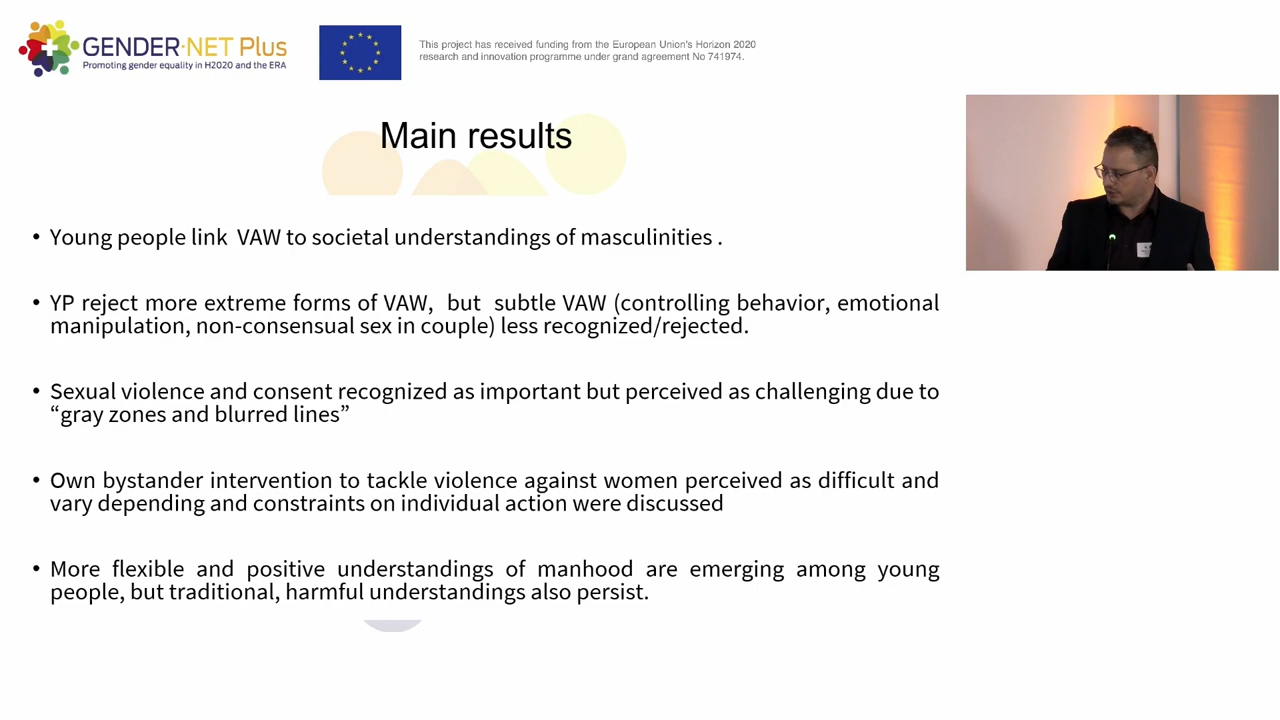 GENDER·NET Plus
Promoting gender equality in H2020 and the ERA
This project has received funding from the European Union's Horizon 2020
research and innovation programme under grand agreement No 741974.
Main results
• Young people link VAW to societal understandings of masculinities .
• YP reject more extreme forms of VAW, but subtle VAW (controlling behavior, emotional
manipulation, non-consensual sex in couple) less recognized/rejected.
• Sexual violence and consent recognized as important but perceived as challenging due to
“gray zones and blurred lines”
• Own bystander intervention to tackle violence against women perceived as difficult and
vary depending and constraints on individual action were discussed
• More flexible and positive understandings of manhood are emerging among young
people, but traditional, harmful understandings also persist.